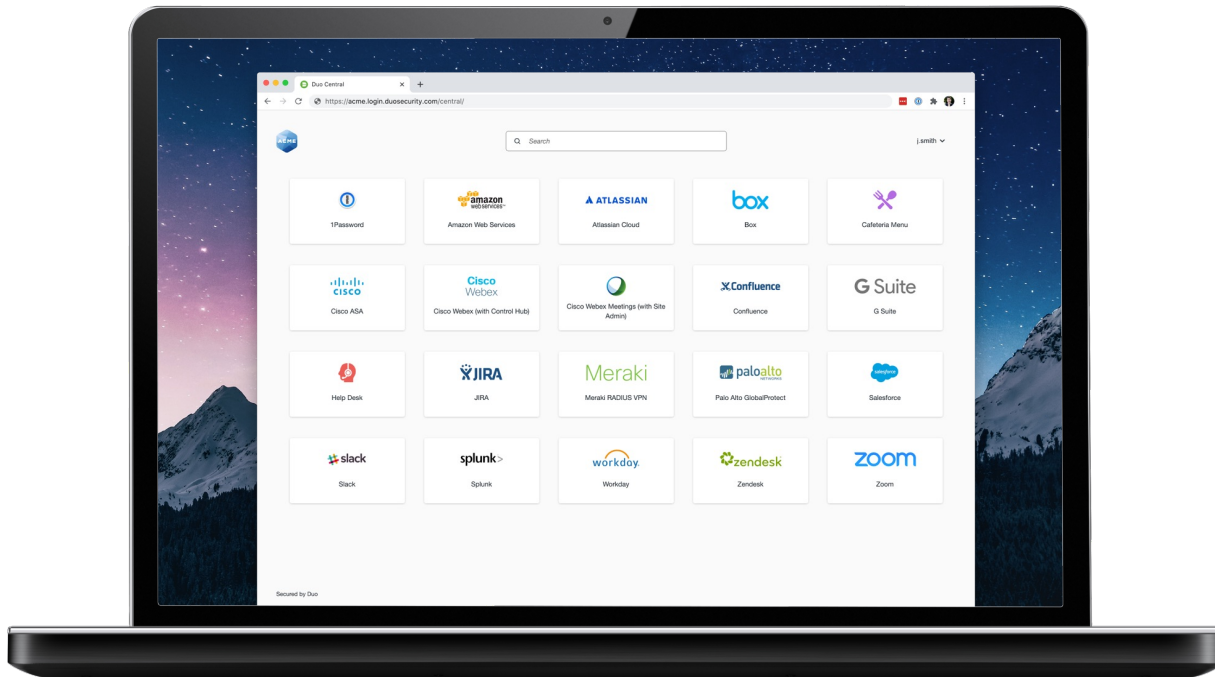 Duo Central
https://acme.login.duosecurity.com/central/
ACME
Search
j.smith
1Password
amazon
web services™
Amazon Web Services
ATLASSIAN
Atlassian Cloud
box
Box
Cafeteria Menu
CISCO
Cisco ASA
Cisco
Webex
Cisco Webex (with Control Hub)
Cisco Webex Meetings (with Site
Admin)
Confluence
Confluence
G Suite
G Suite
Help Desk
JIRA
JIRA
Meraki
Meraki RADIUS VPN
paloalto
NETWORKS
Palo Alto GlobalProtect
salesforce
Salesforce
slack
Slack
splunk>
Splunk
workday.
Workday
zendesk
Zendesk
zoom
Zoom
Secured by Duo